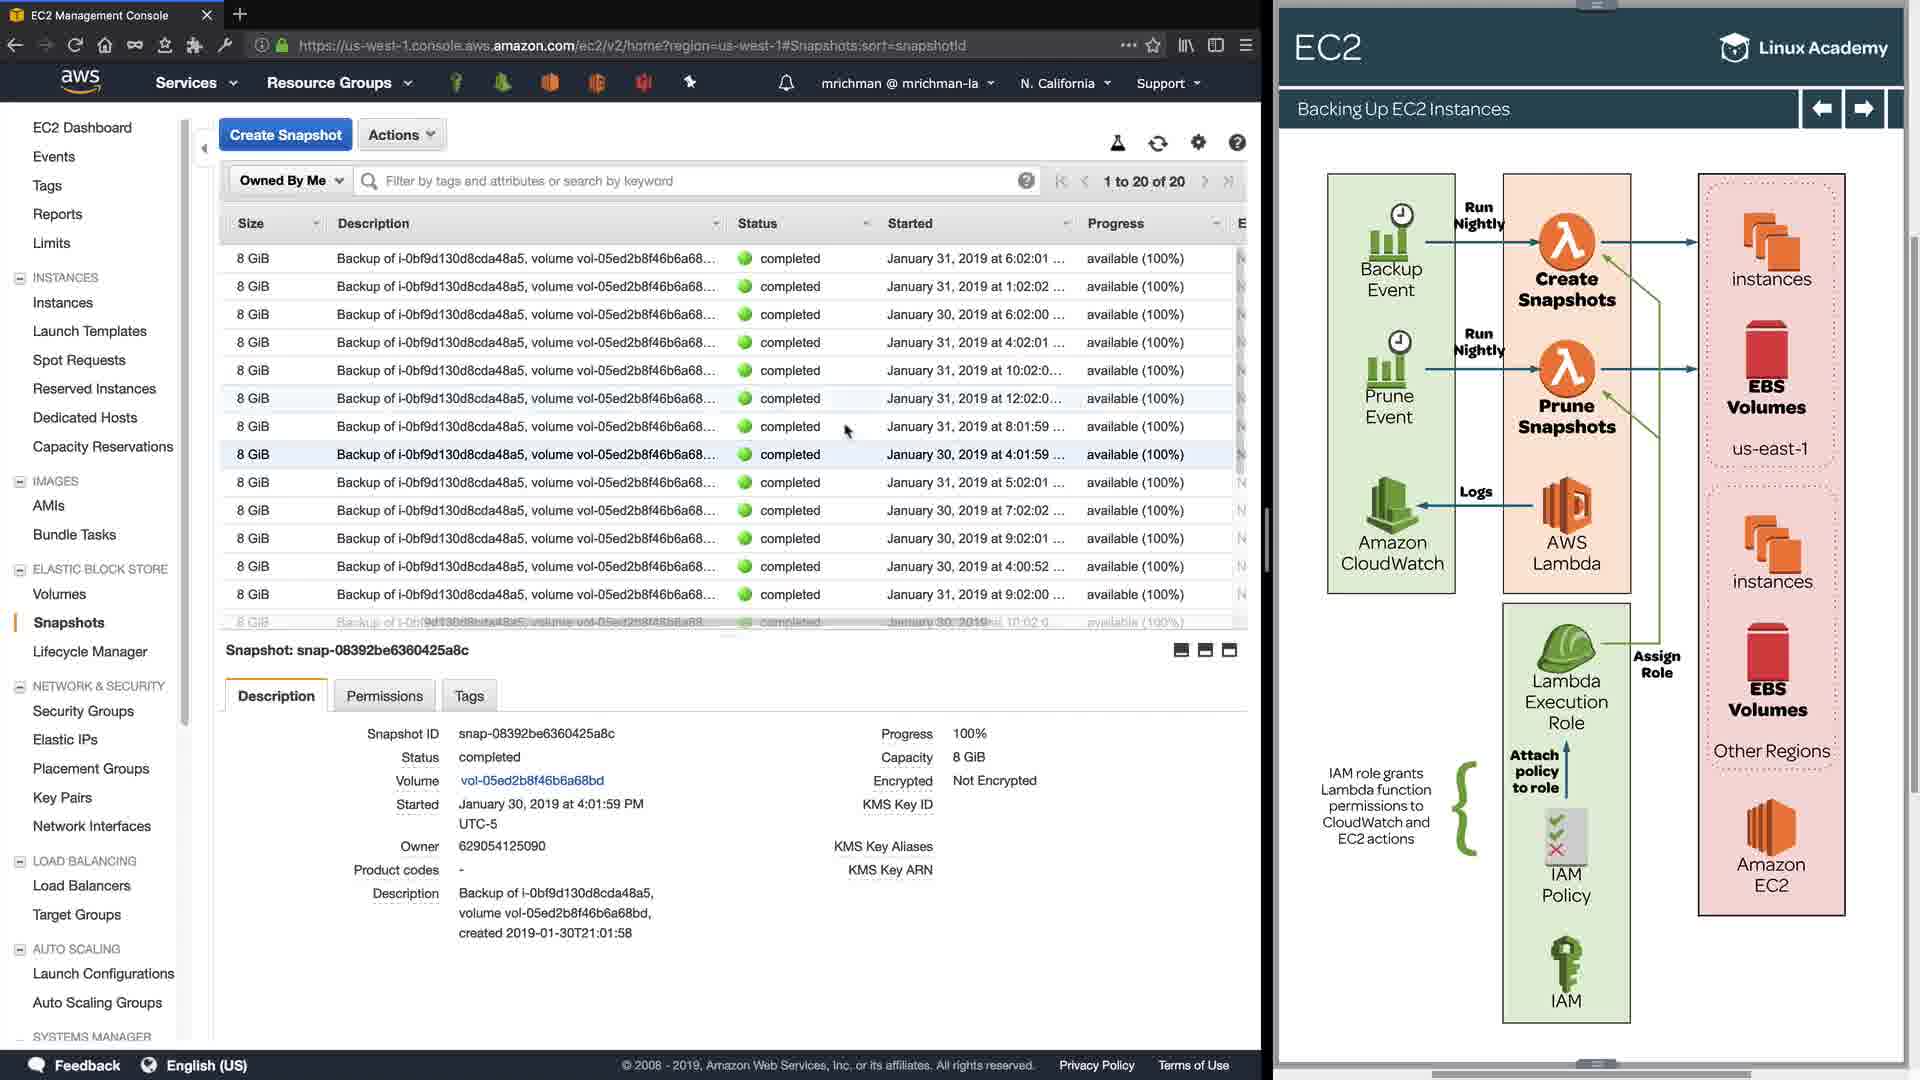 EC2 Management Console
https://us-west-1.console.aws.amazon.com/ec2/v2/home?region=us-west-1#Snapshots:sort=snapshotId
aws
Services
Resource Groups
mrichman @ mrichman-la
N. California
Support
EC2 Dashboard
Events
Tags
Reports
Limits
INSTANCES
Instances
Launch Templates
Spot Requests
Reserved Instances
Dedicated Hosts
Capacity Reservations
IMAGES
AMIs
Bundle Tasks
ELASTIC BLOCK STORE
Volumes
Snapshots
Lifecycle Manager
NETWORK & SECURITY
Security Groups
Elastic IPs
Placement Groups
Key Pairs
Network Interfaces
LOAD BALANCING
Load Balancers
Target Groups
AUTO SCALING
Launch Configurations
Auto Scaling Groups
SYSTEMS MANAGER
Create Snapshot
Actions
Owned By Me
Filter by tags and attributes or search by keyword
1 to 20 of 20
Size Description Status Started Progress E
8 GiB Backup of i-0bf9d130d8cda48a5, volume vol-05ed2b8f46b6a68... completed January 31, 2019 at 6:02:01 ... available (100%)
8 GiB Backup of i-0bf9d130d8cda48a5, volume vol-05ed2b8f46b6a68... completed January 31, 2019 at 1:02:02 ... available (100%)
8 GiB Backup of i-0bf9d130d8cda48a5, volume vol-05ed2b8f46b6a68... completed January 30, 2019 at 6:02:00 ... available (100%)
8 GiB Backup of i-0bf9d130d8cda48a5, volume vol-05ed2b8f46b6a68... completed January 31, 2019 at 4:02:01 ... available (100%)
8 GiB Backup of i-0bf9d130d8cda48a5, volume vol-05ed2b8f46b6a68... completed January 31, 2019 at 10:02:0... available (100%)
8 GiB Backup of i-0bf9d130d8cda48a5, volume vol-05ed2b8f46b6a68... completed January 31, 2019 at 12:02:0... available (100%)
8 GiB Backup of i-0bf9d130d8cda48a5, volume vol-05ed2b8f46b6a68... completed January 31, 2019 at 8:01:59 ... available (100%)
8 GiB Backup of i-0bf9d130d8cda48a5, volume vol-05ed2b8f46b6a68... completed January 30, 2019 at 4:01:59 ... available (100%)
8 GiB Backup of i-0bf9d130d8cda48a5, volume vol-05ed2b8f46b6a68... completed January 31, 2019 at 5:02:01 ... available (100%)
8 GiB Backup of i-0bf9d130d8cda48a5, volume vol-05ed2b8f46b6a68... completed January 30, 2019 at 7:02:02 ... available (100%)
8 GiB Backup of i-0bf9d130d8cda48a5, volume vol-05ed2b8f46b6a68... completed January 30, 2019 at 9:02:01 ... available (100%)
8 GiB Backup of i-0bf9d130d8cda48a5, volume vol-05ed2b8f46b6a68... completed January 30, 2019 at 4:00:52 ... available (100%)
8 GiB Backup of i-0bf9d130d8cda48a5, volume vol-05ed2b8f46b6a68... completed January 31, 2019 at 9:02:00 ... available (100%)
8 GiB Backup of i-0bf9d130d8cda48a5, volume vol-05ed2b8f46b6a68... completed January 30, 2019 at 10:02:0... available (100%)
Snapshot: snap-08392be6360425a8c
Description Permissions Tags
Snapshot ID snap-08392be6360425a8c
Status completed
Volume vol-05ed2b8f46b6a68bd
Started January 30, 2019 at 4:01:59 PM
UTC-5
Owner 629054125090
Product codes -
Description Backup of i-0bf9d130d8cda48a5,
volume vol-05ed2b8f46b6a68bd,
created 2019-01-30T21:01:58
Progress 100%
Capacity 8 GiB
Encrypted Not Encrypted
KMS Key ID
KMS Key Aliases
KMS Key ARN
Feedback
English (US)
© 2008 - 2019, Amazon Web Services, Inc. or its affiliates. All rights reserved.
Privacy Policy
Terms of Use
EC2
Linux Academy
Backing Up EC2 Instances
Backup
Event
Run
Nightly
Create
Snapshots
instances
Prune
Event
Run
Nightly
Prune
Snapshots
EBS
Volumes
us-east-1
Amazon
CloudWatch
Logs
AWS
Lambda
instances
EBS
Volumes
Other Regions
Lambda
Execution
Role
Assign
Role
Attach
policy
to role
IAM role grants
Lambda function
permissions to
CloudWatch and
EC2 actions
IAM
Policy
IAM
Amazon
EC2